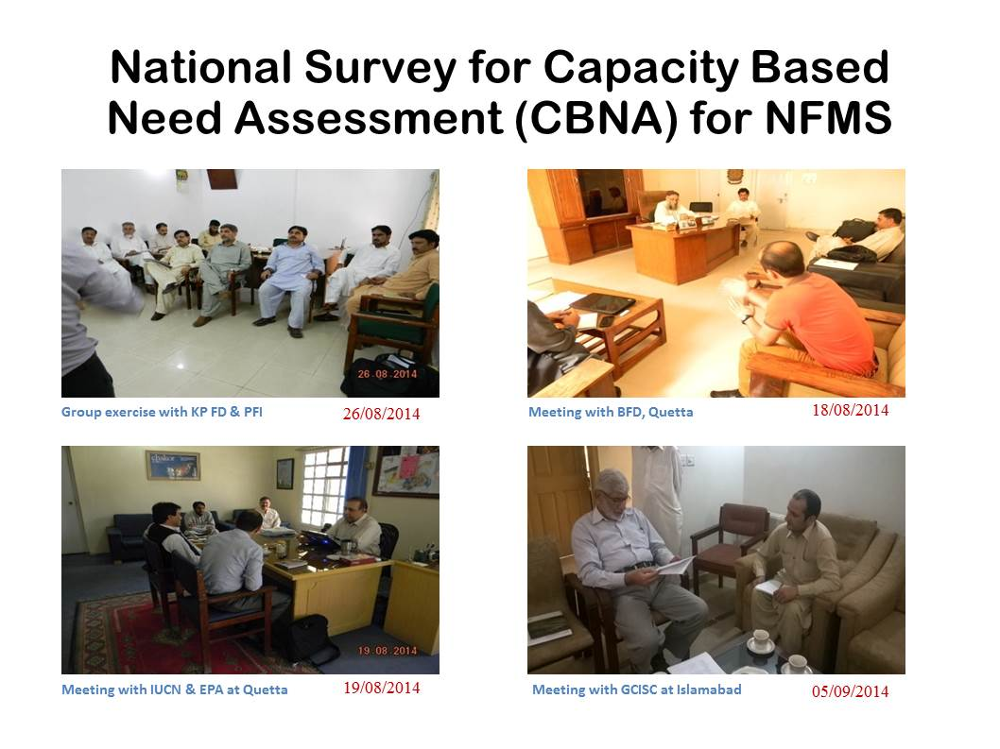 National Survey for Capacity Based
Need Assessment (CBNA) for NFMS
26 08 2014
Group exercise with KP FD & PFI
26/08/2014
Meeting with BFD, Quetta
18/08/2014
chakor
19 08 2014
Meeting with IUCN & EPA at Quetta
19/08/2014
Meeting with GCISC at Islamabad
05/09/2014